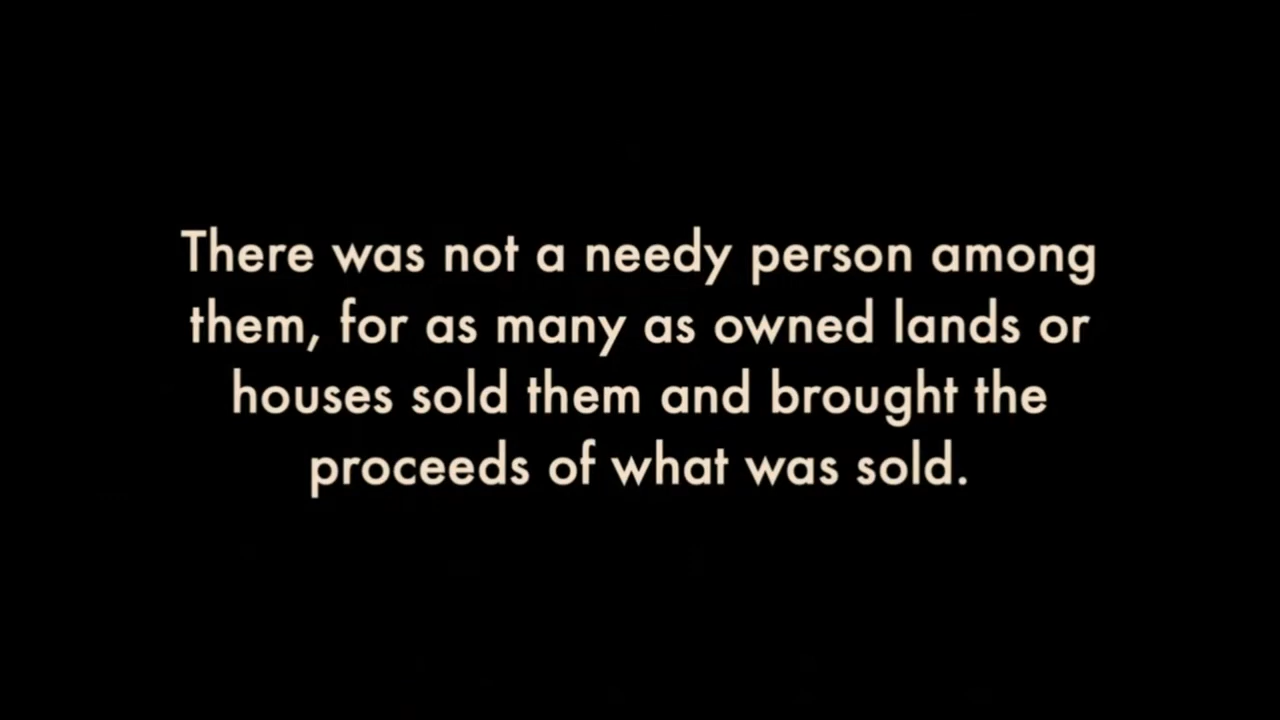 There was not a needy person among
them, for as many as owned lands or
houses sold them and brought the
proceeds of what was sold.